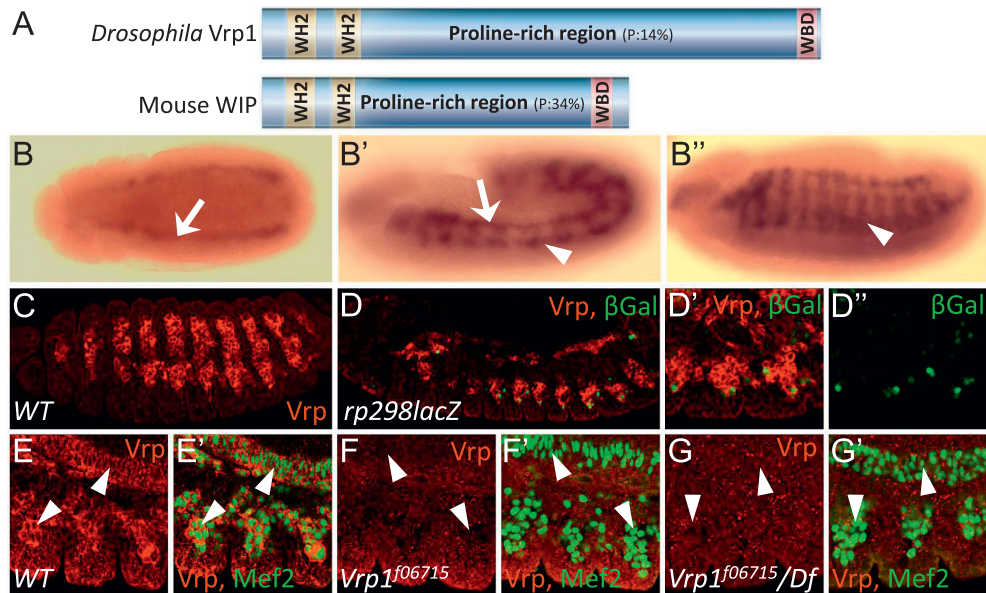 A
Drosophila Vrp1
WH2 WH2 Proline-rich region (P:14%) WBD
Mouse WIP
WH2 WH2 Proline-rich region (P:34%) WBD
B B' B''
C WT Vrp
D Vrp, βGal rp298lacZ
D' Vrp, βGal
D'' βGal
E Vrp WT
E' Vrp, Mef2
F Vrp Vrp1f06715
F' Vrp, Mef2
G Vrp Vrp1f06715/Df
G' Vrp, Mef2